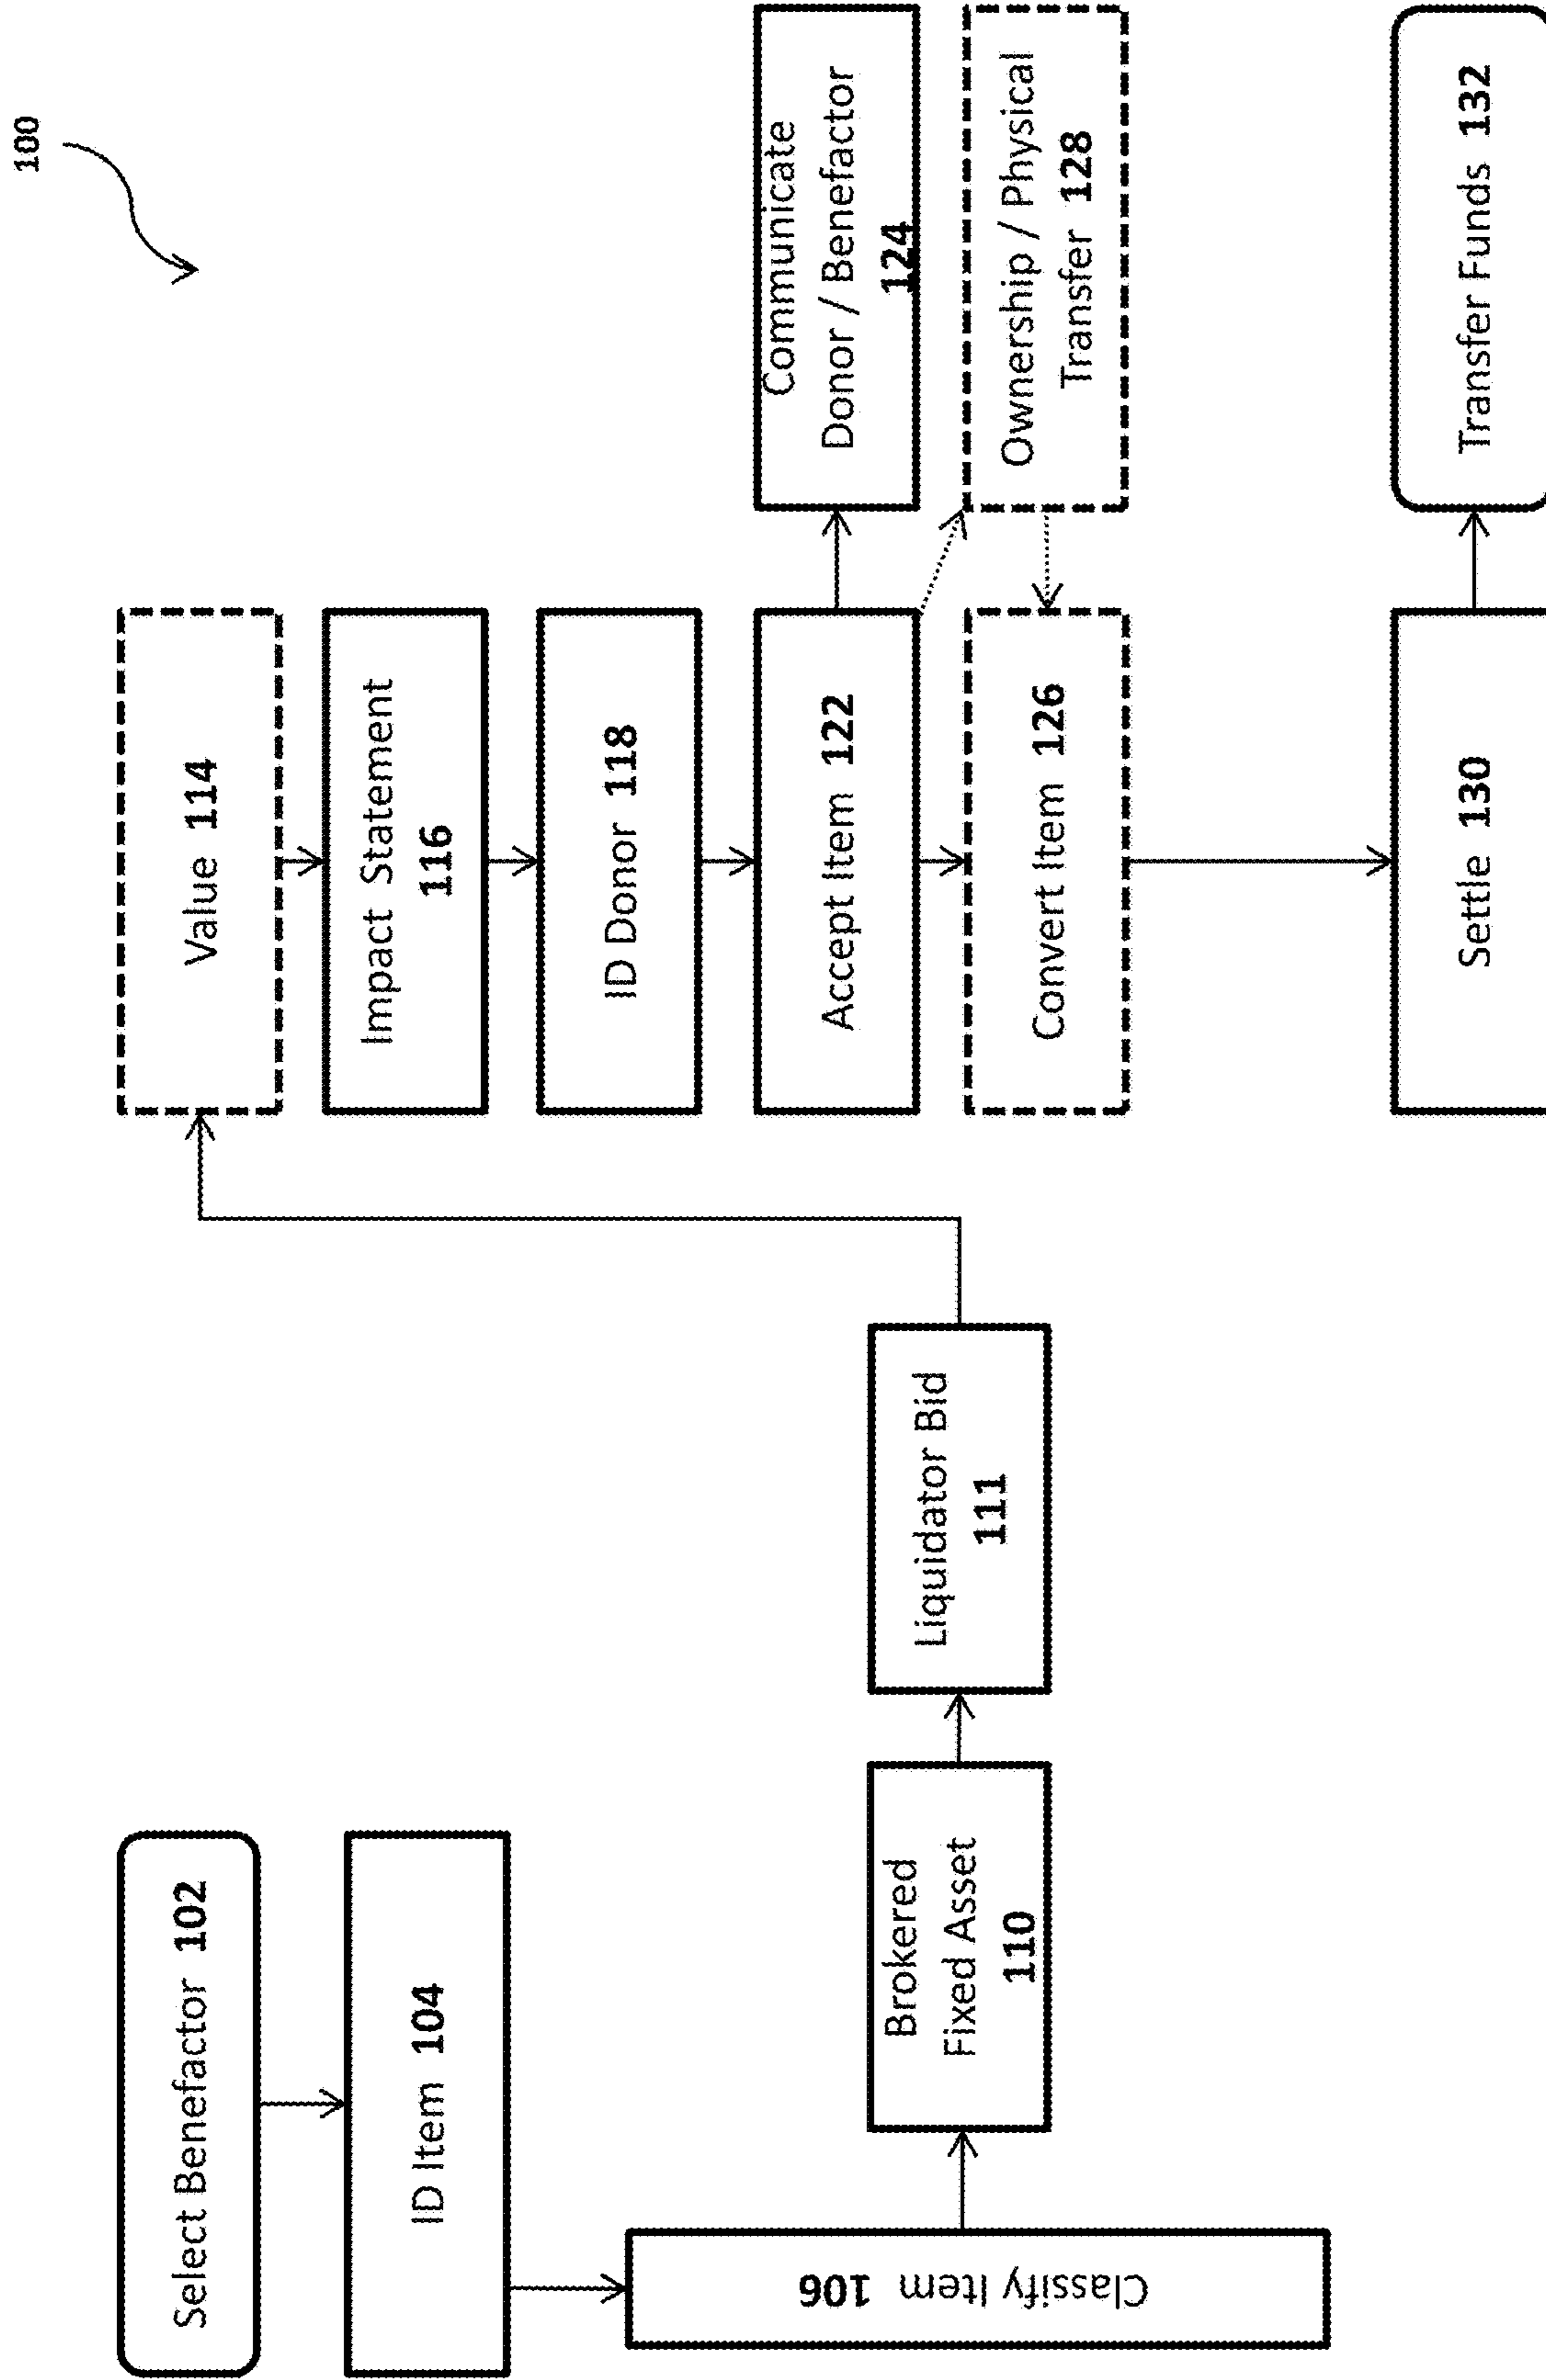 100
Select Benefactor 102
ID Item 104
Classify Item 106
Brokered
Fixed Asset
110
Liquidator Bid
111
Value 114
Impact Statement
116
ID Donor 118
Accept Item 122
Communicate
Donor / Benefactor
124
Convert Item 126
Ownership / Physical
Transfer 128
Settle 130
Transfer Funds 132